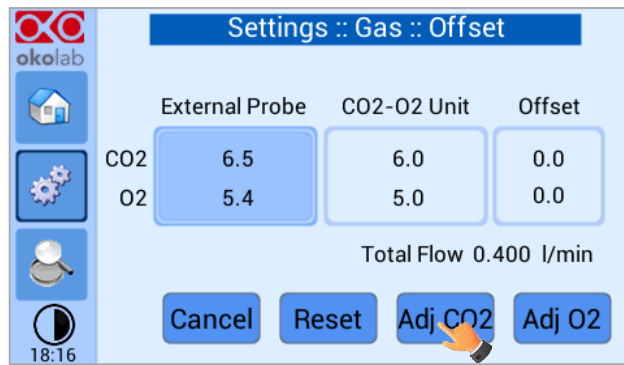 Settings :: Gas :: Offset
okolab
External Probe CO2-O2 Unit Offset
CO2 6.5 6.0 0.0
O2 5.4 5.0 0.0
Total Flow 0.400 l/min
Cancel Reset Adj CO2 Adj O2
18:16